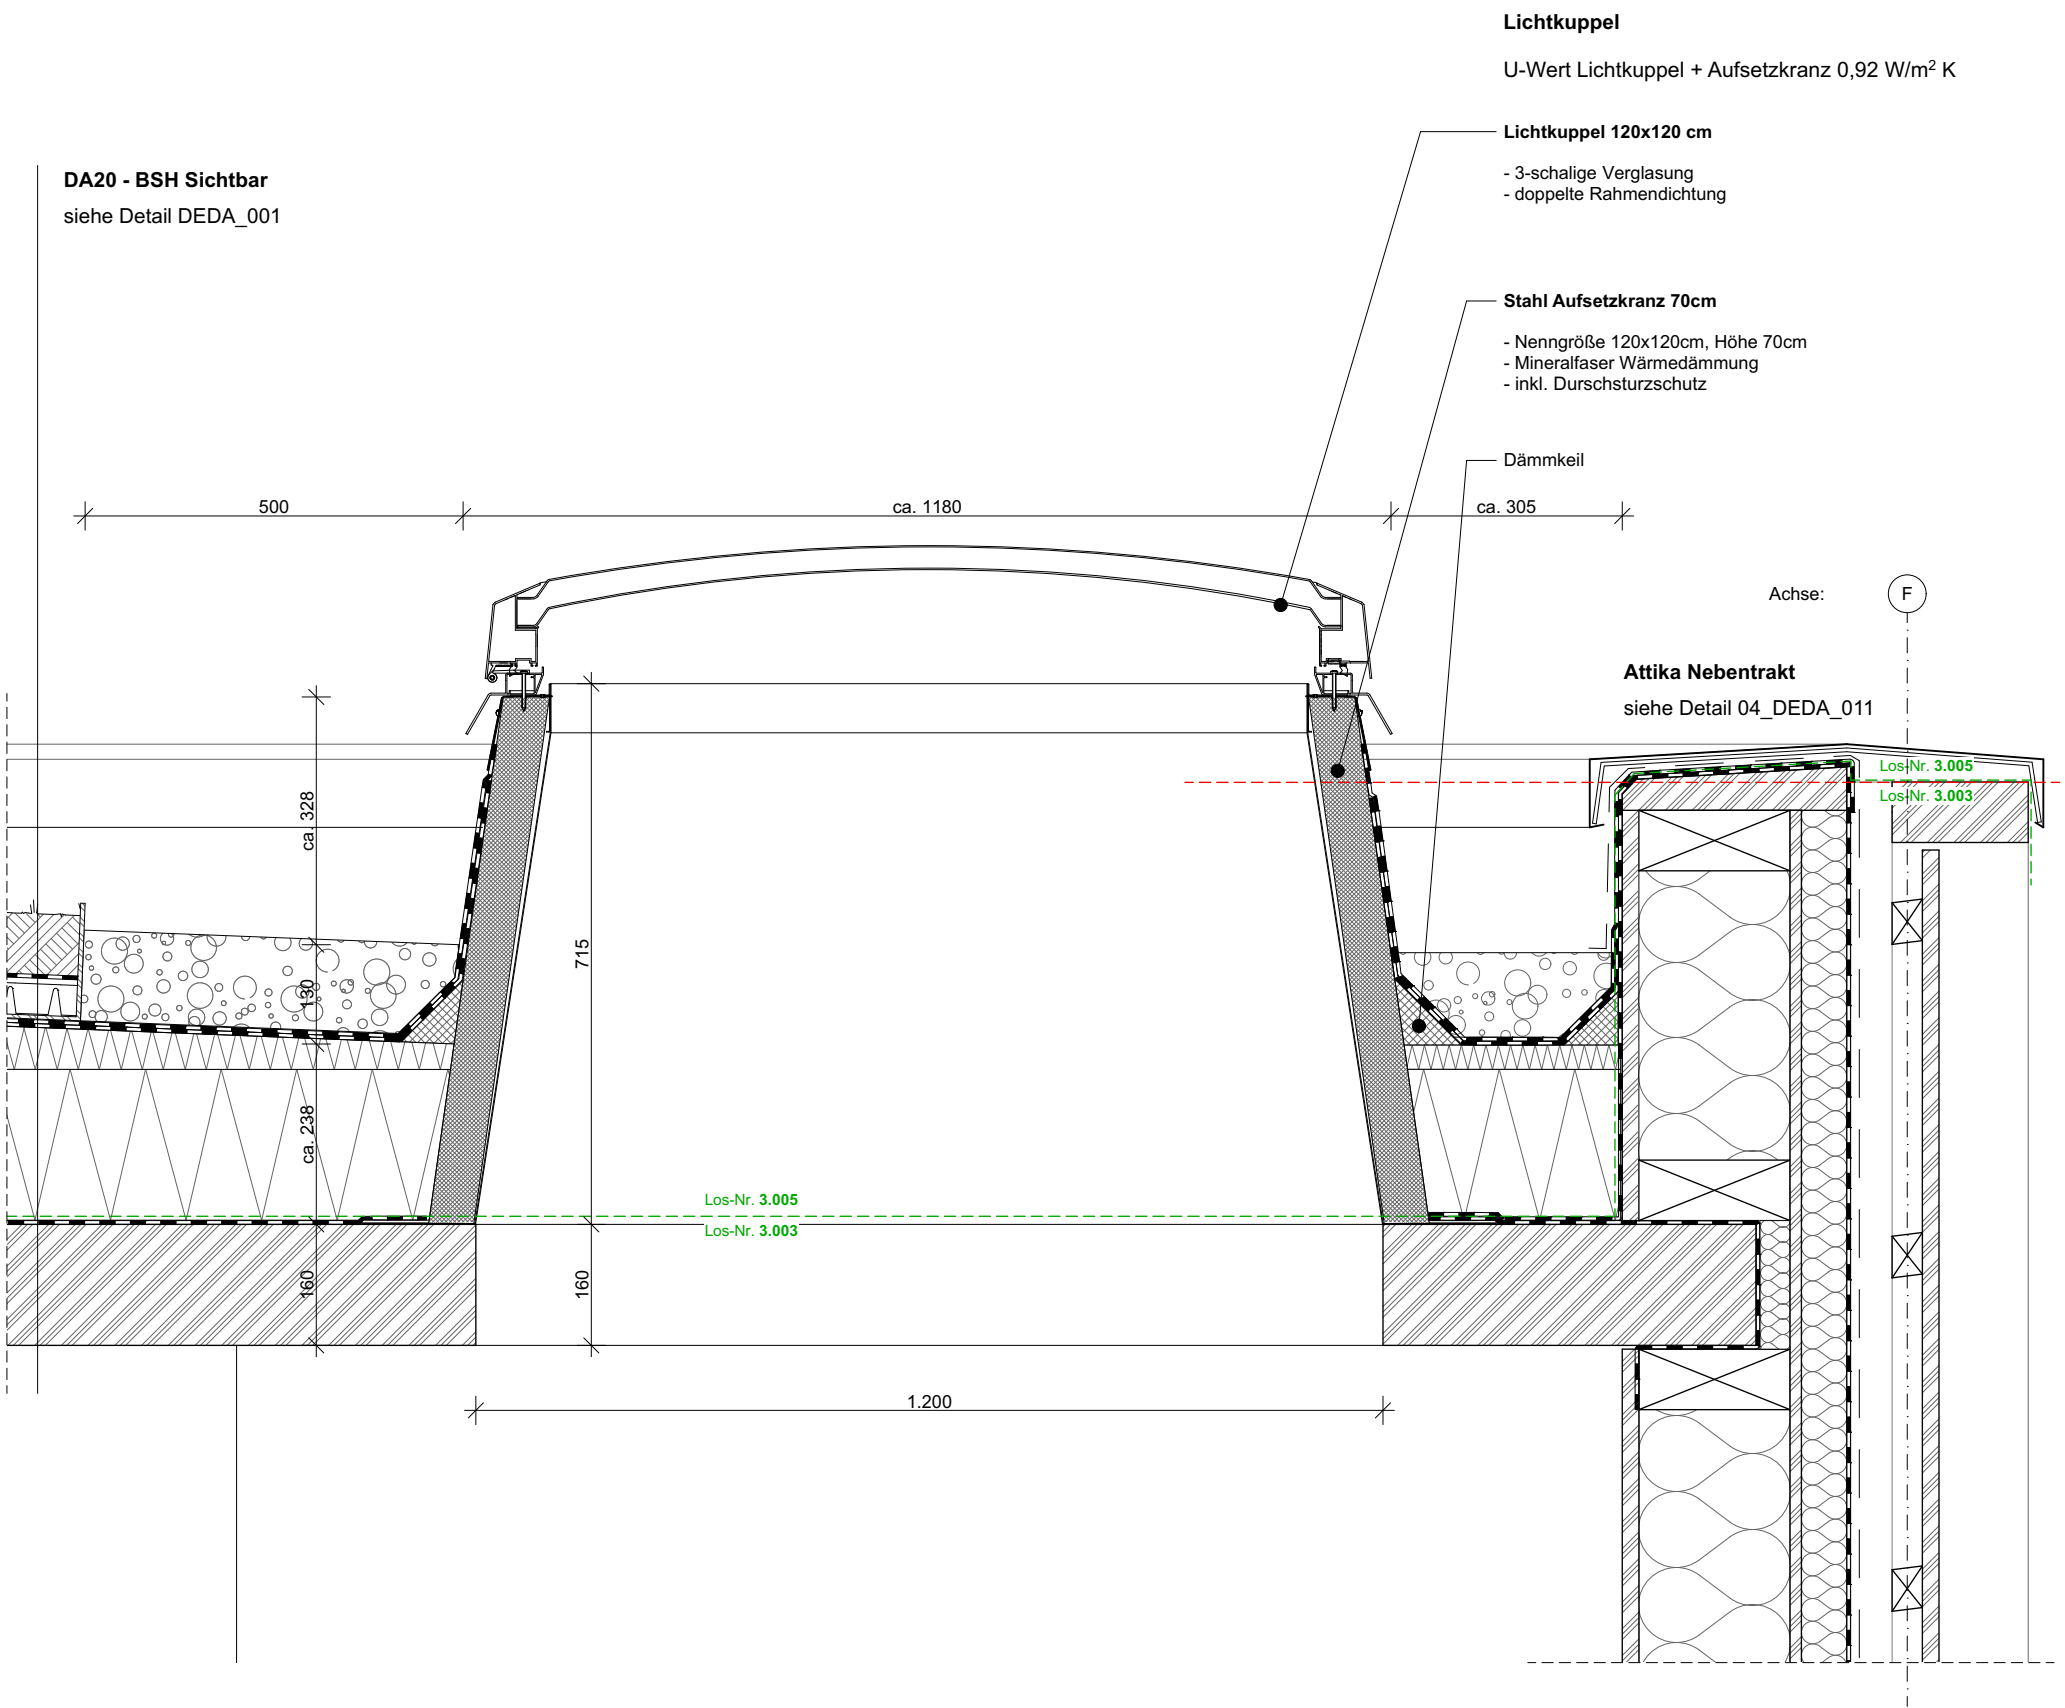 Lichtkuppel
U-Wert Lichtkuppel + Aufsetzkranz 0,92 W/m² K
Lichtkuppel 120x120 cm
- 3-schalige Verglasung
- doppelte Rahmendichtung
DA20 - BSH Sichtbar
siehe Detail DEDA_001
Stahl Aufsetzkranz 70cm
- Nenngröße 120x120cm, Höhe 70cm
- Mineralfaser Wärmedämmung
- inkl. Durschsturzschutz
Dämmkeil
500
ca. 1180
ca. 305
Achse:
F
Attika Nebentrakt
siehe Detail 04_DEDA_011
Los-Nr. 3.005
Los-Nr. 3.003
ca. 328
715
130
ca. 238
Los-Nr. 3.005
Los-Nr. 3.003
160
160
1.200